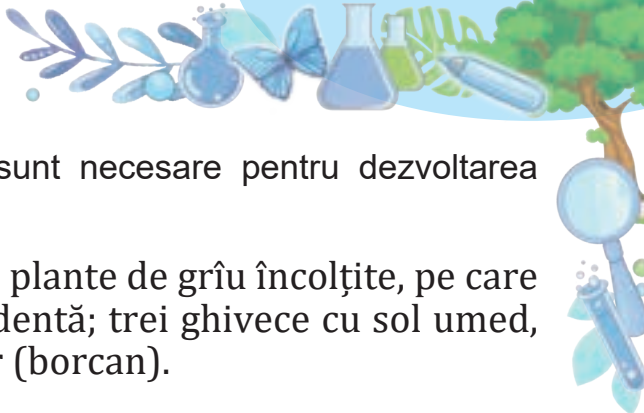 sunt necesare pentru dezvoltarea
plante de grîu încolțite, pe care
dentă; trei ghivece cu sol umed,
(borcan).